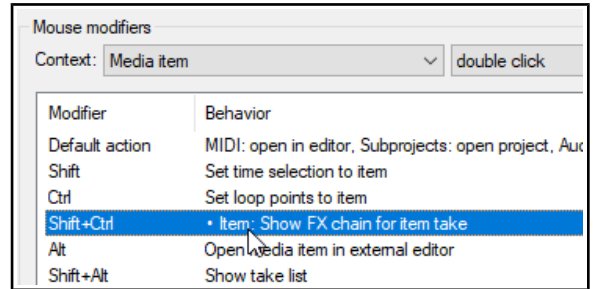 Mouse modifiers
Context: Media item double click
Modifier Behavior
Default action MIDI: open in editor, Subprojects: open project, Aud
Shift Set time selection to item
Ctrl Set loop points to item
Shift+Ctrl • Item: Show FX chain for item take
Alt Open media item in external editor
Shift+Alt Show take list